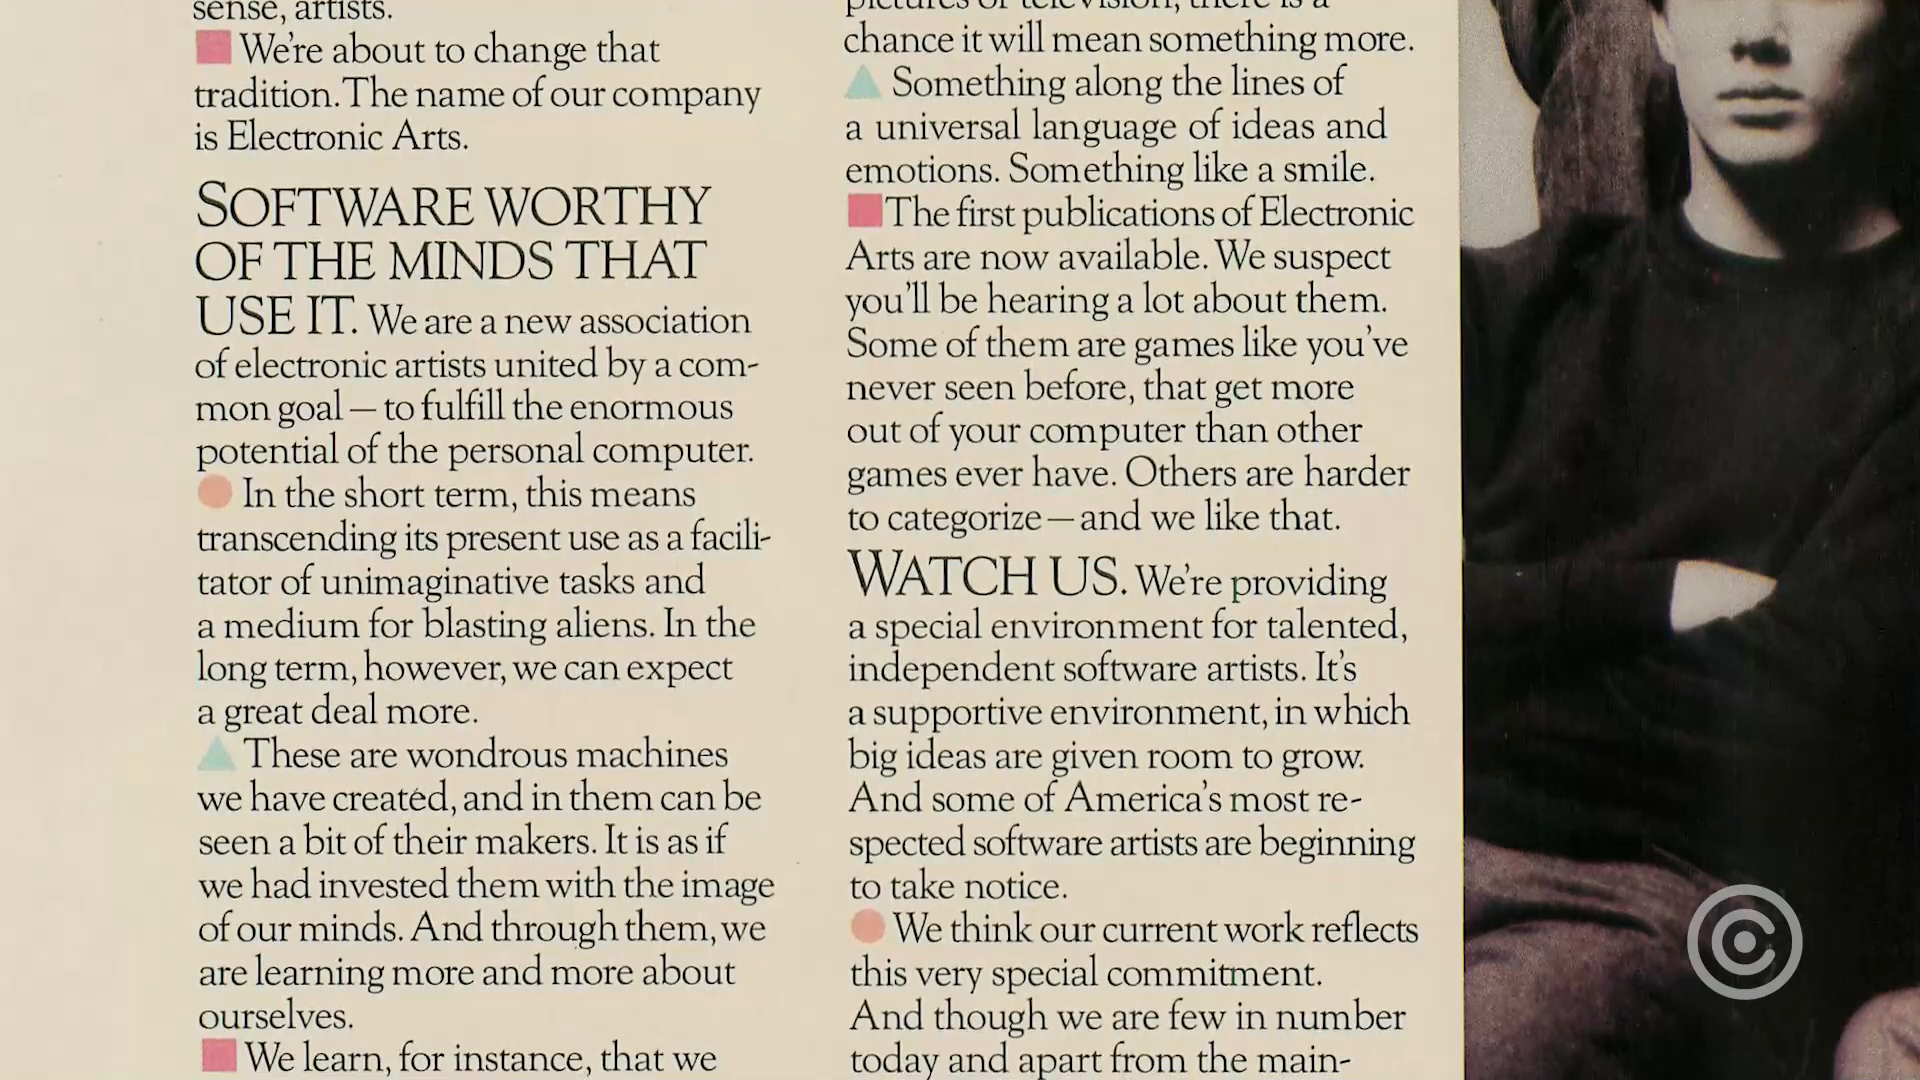 sense, artists.
We're about to change that
tradition. The name of our company
is Electronic Arts.
SOFTWARE WORTHY
OF THE MINDS THAT
USE IT. We are a new association
of electronic artists united by a com-
mon goal — to fulfill the enormous
potential of the personal computer.
In the short term, this means
transcending its present use as a facili-
tator of unimaginative tasks and
a medium for blasting aliens. In the
long term, however, we can expect
a great deal more.
These are wondrous machines
we have created, and in them can be
seen a bit of their makers. It is as if
we had invested them with the image
of our minds. And through them, we
are learning more and more about
ourselves.
We learn, for instance, that we
pictures or television, there is a
chance it will mean something more.
Something along the lines of
a universal language of ideas and
emotions. Something like a smile.
The first publications of Electronic
Arts are now available. We suspect
you'll be hearing a lot about them.
Some of them are games like you've
never seen before, that get more
out of your computer than other
games ever have. Others are harder
to categorize — and we like that.
WATCH US. We're providing
a special environment for talented,
independent software artists. It's
a supportive environment, in which
big ideas are given room to grow.
And some of America's most re-
spected software artists are beginning
to take notice.
We think our current work reflects
this very special commitment.
And though we are few in number
today and apart from the main-